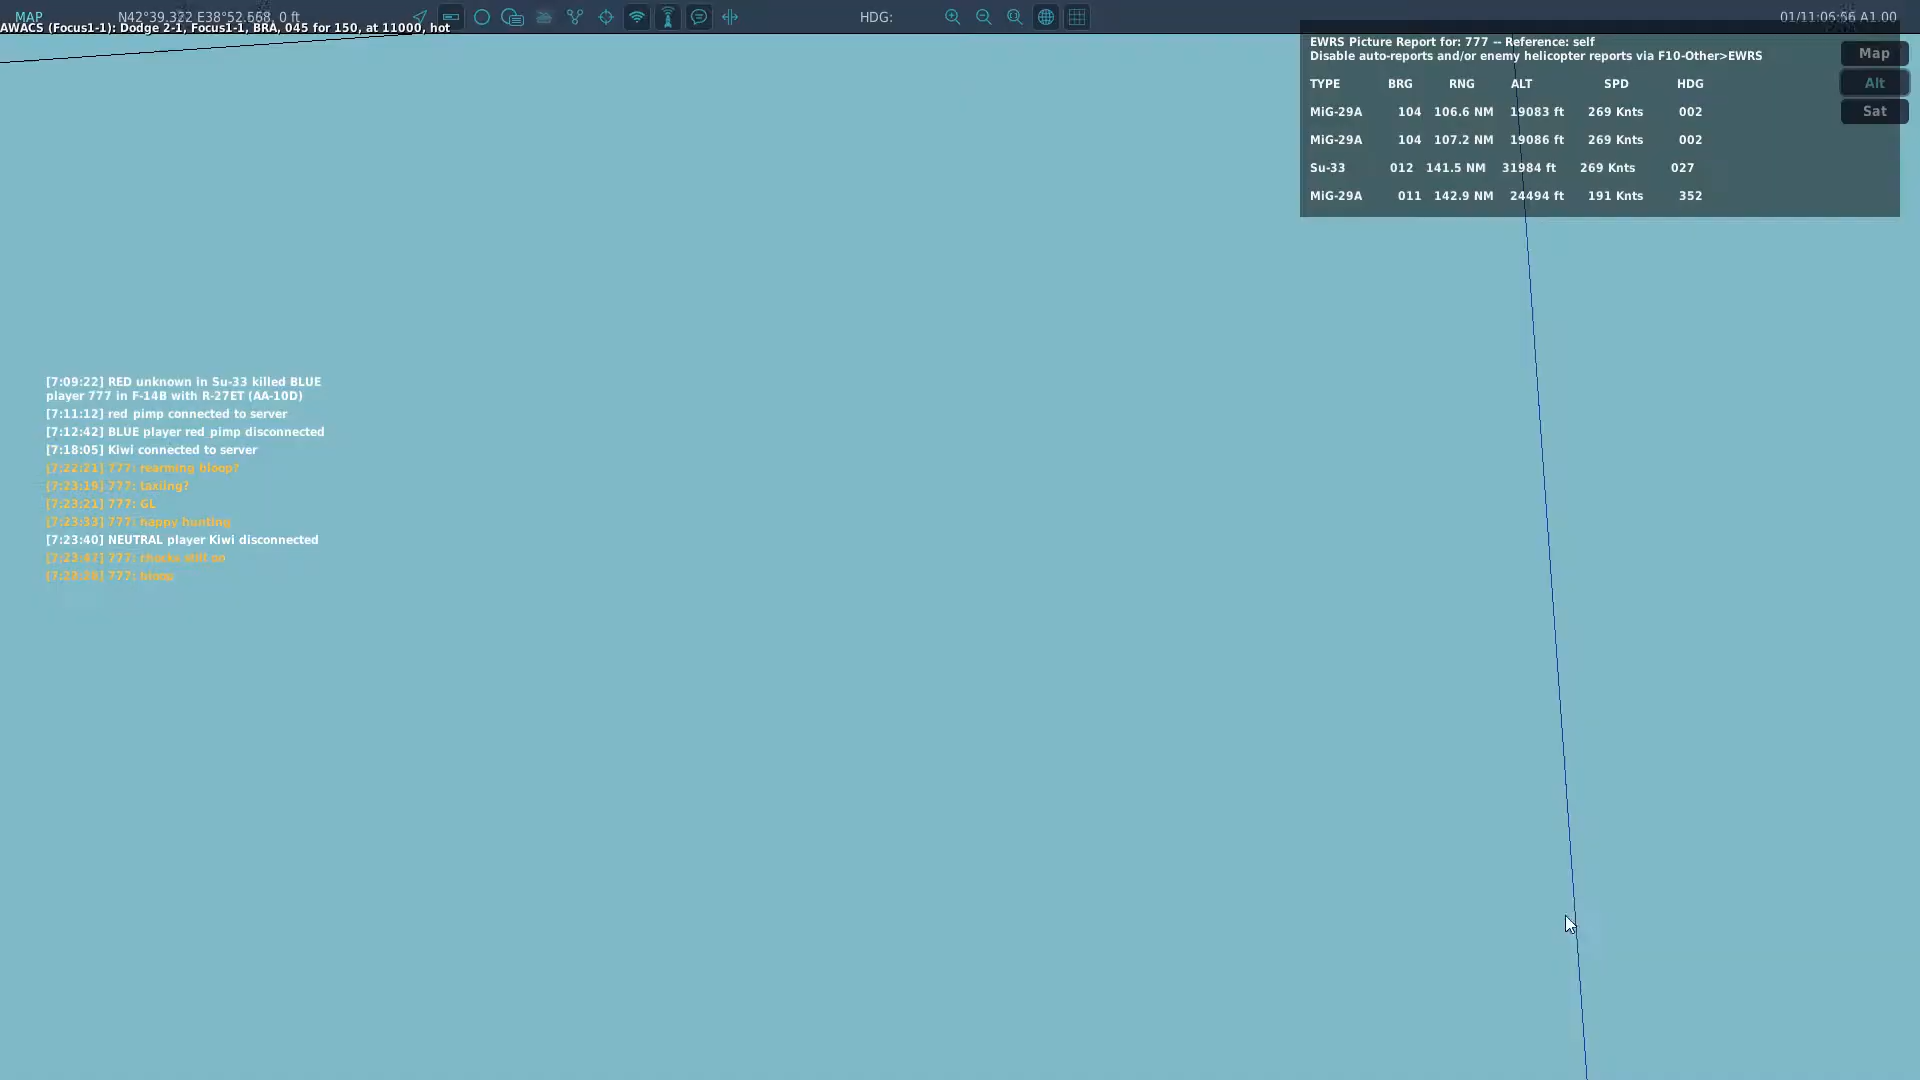 MAP N42°39.322 E38°52.668, 0 ft HDG: 01/11:06:56 A1.00
AWACS (Focus1-1): Dodge 2-1, Focus1-1, BRA, 045 for 150, at 11000, hot
EWRS Picture Report for: 777 -- Reference: self
Disable auto-reports and/or enemy helicopter reports via F10-Other>EWRS
TYPE BRG RNG ALT SPD HDG
MiG-29A 104 106.6 NM 19083 ft 269 Knts 002
MiG-29A 104 107.2 NM 19086 ft 269 Knts 002
Su-33 012 141.5 NM 31984 ft 269 Knts 027
MiG-29A 011 142.9 NM 24494 ft 191 Knts 352
Map
Alt
Sat
[7:09:22] RED unknown in Su-33 killed BLUE
player 777 in F-14B with R-27ET (AA-10D)
[7:11:12] red pimp connected to server
[7:12:42] BLUE player red pimp disconnected
[7:18:05] Kiwi connected to server
[7:22:21] 777: rearming bloop?
[7:23:19] 777: taxiing?
[7:23:21] 777: GL
[7:23:33] 777: happy hunting
[7:23:40] NEUTRAL player Kiwi disconnected
[7:23:47] 777: chocks still on
777: bloop